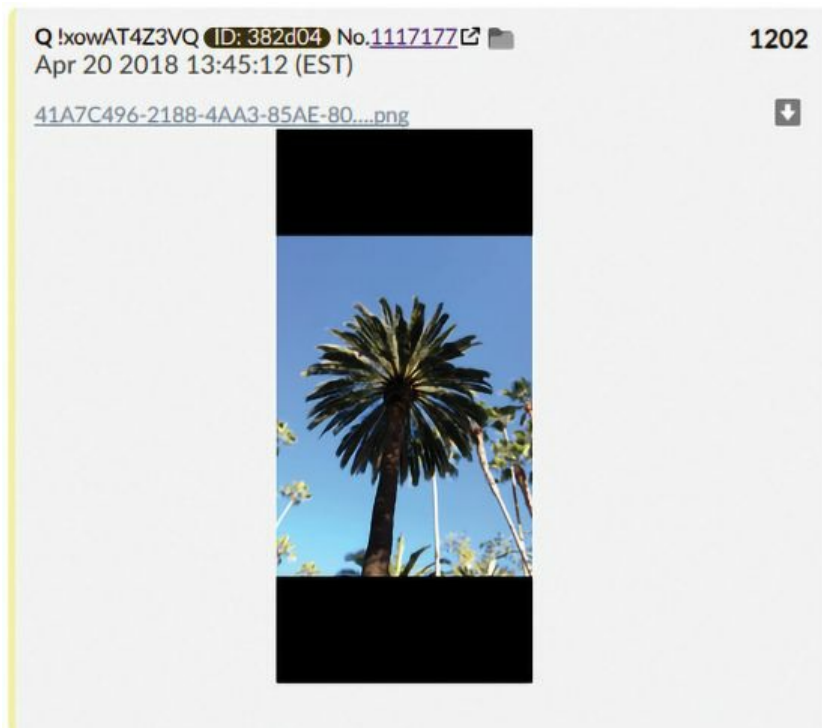 Q !xowAT4Z3VQ ID: 382d04 No.1117177 1202
Apr 20 2018 13:45:12 (EST)
41A7C496-2188-4AA3-85AE-80....png